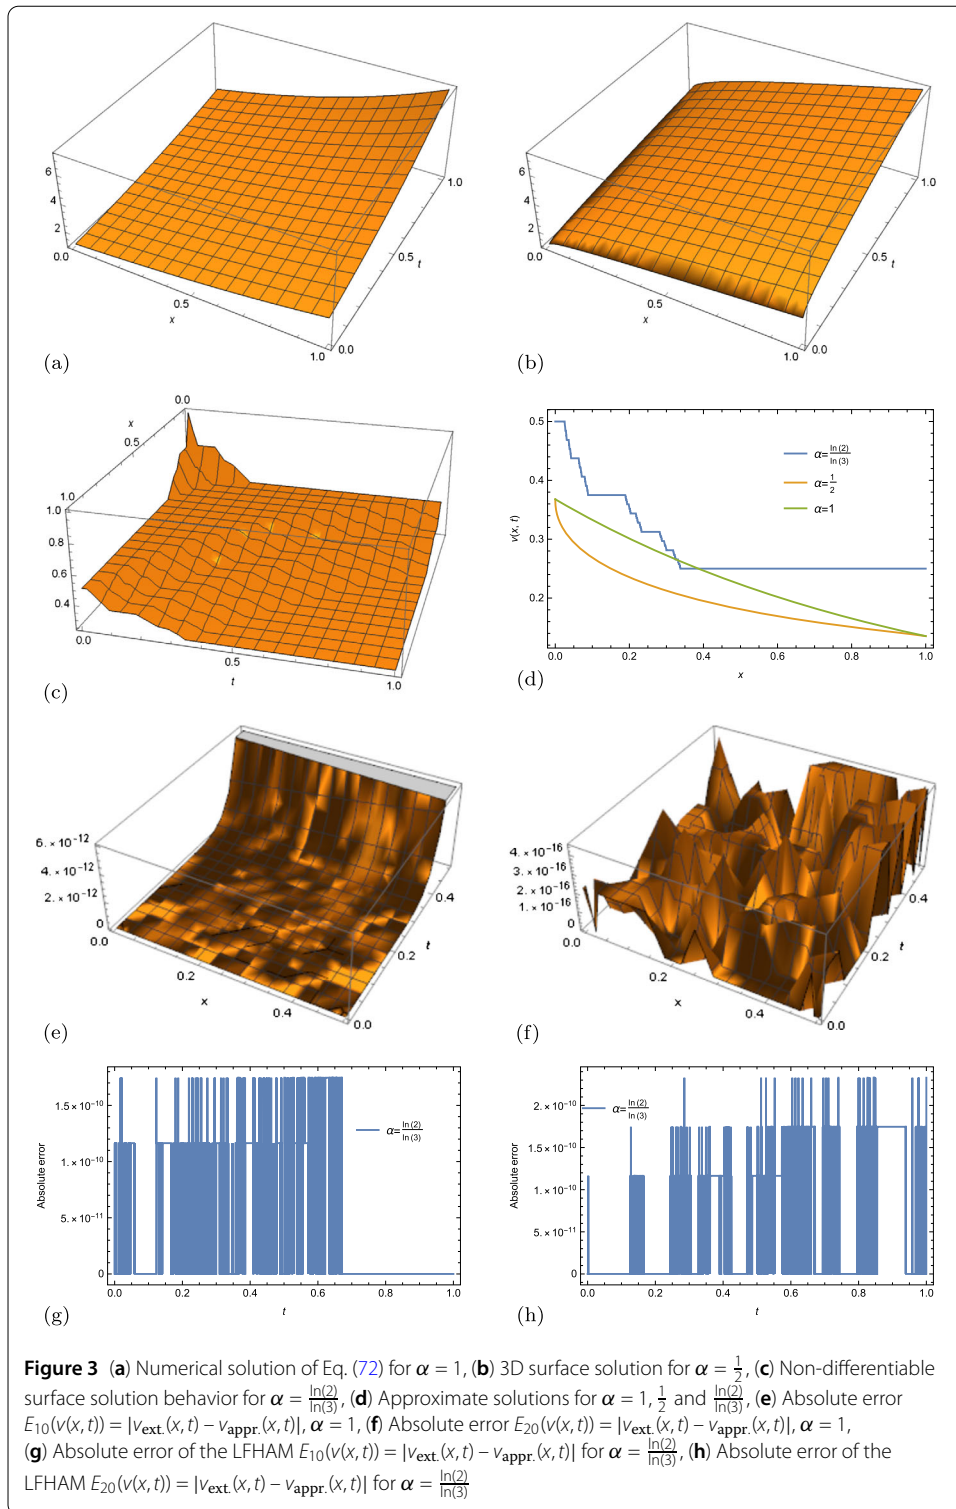 6
4
2
0.0
0.5
x
1.0
0.0
0.5
t
1.0
(a)
6
4
2
0.0
0.5
x
1.0
0.0
0.5
t
1.0
(b)
0.0
x
0.5
1.0
1.0
0.8
0.6
0.4
0.0
0.5
t
1.0
(c)
0.5
0.4
0.3
0.2
v(x, t)
0.0 0.2 0.4 0.6 0.8 1.0
x
α=ln(2)/ln(3)
α=1/2
α=1
(d)
6. × 10⁻¹²
4. × 10⁻¹²
2. × 10⁻¹²
0
0.0
0.2
x
0.4
0.0
0.2
t
0.4
(e)
4. × 10⁻¹⁶
3. × 10⁻¹⁶
2. × 10⁻¹⁶
1. × 10⁻¹⁶
0
0.0
0.2
x
0.4
0.0
0.2
t
0.4
(f)
1.5 × 10⁻¹⁰
1. × 10⁻¹⁰
5. × 10⁻¹¹
0
Absolute error
α=ln(2)/ln(3)
0.0 0.2 0.4 0.6 0.8 1.0
t
(g)
2. × 10⁻¹⁰
1.5 × 10⁻¹⁰
1. × 10⁻¹⁰
5. × 10⁻¹¹
0
Absolute error
α=ln(2)/ln(3)
0.0 0.2 0.4 0.6 0.8 1.0
t
(h)
Figure 3 (a) Numerical solution of Eq. (72) for α = 1, (b) 3D surface solution for α = 1/2, (c) Non-differentiable
surface solution behavior for α = ln(2)/ln(3), (d) Approximate solutions for α = 1, 1/2 and ln(2)/ln(3), (e) Absolute error
E₁₀(v(x, t)) = |v_ext.(x, t) – v_appr.(x, t)|, α = 1, (f) Absolute error E₂₀(v(x, t)) = |v_ext.(x, t) – v_appr.(x, t)|, α = 1,
(g) Absolute error of the LFHAM E₁₀(v(x, t)) = |v_ext.(x, t) – v_appr.(x, t)| for α = ln(2)/ln(3), (h) Absolute error of the
LFHAM E₂₀(v(x, t)) = |v_ext.(x, t) – v_appr.(x, t)| for α = ln(2)/ln(3)